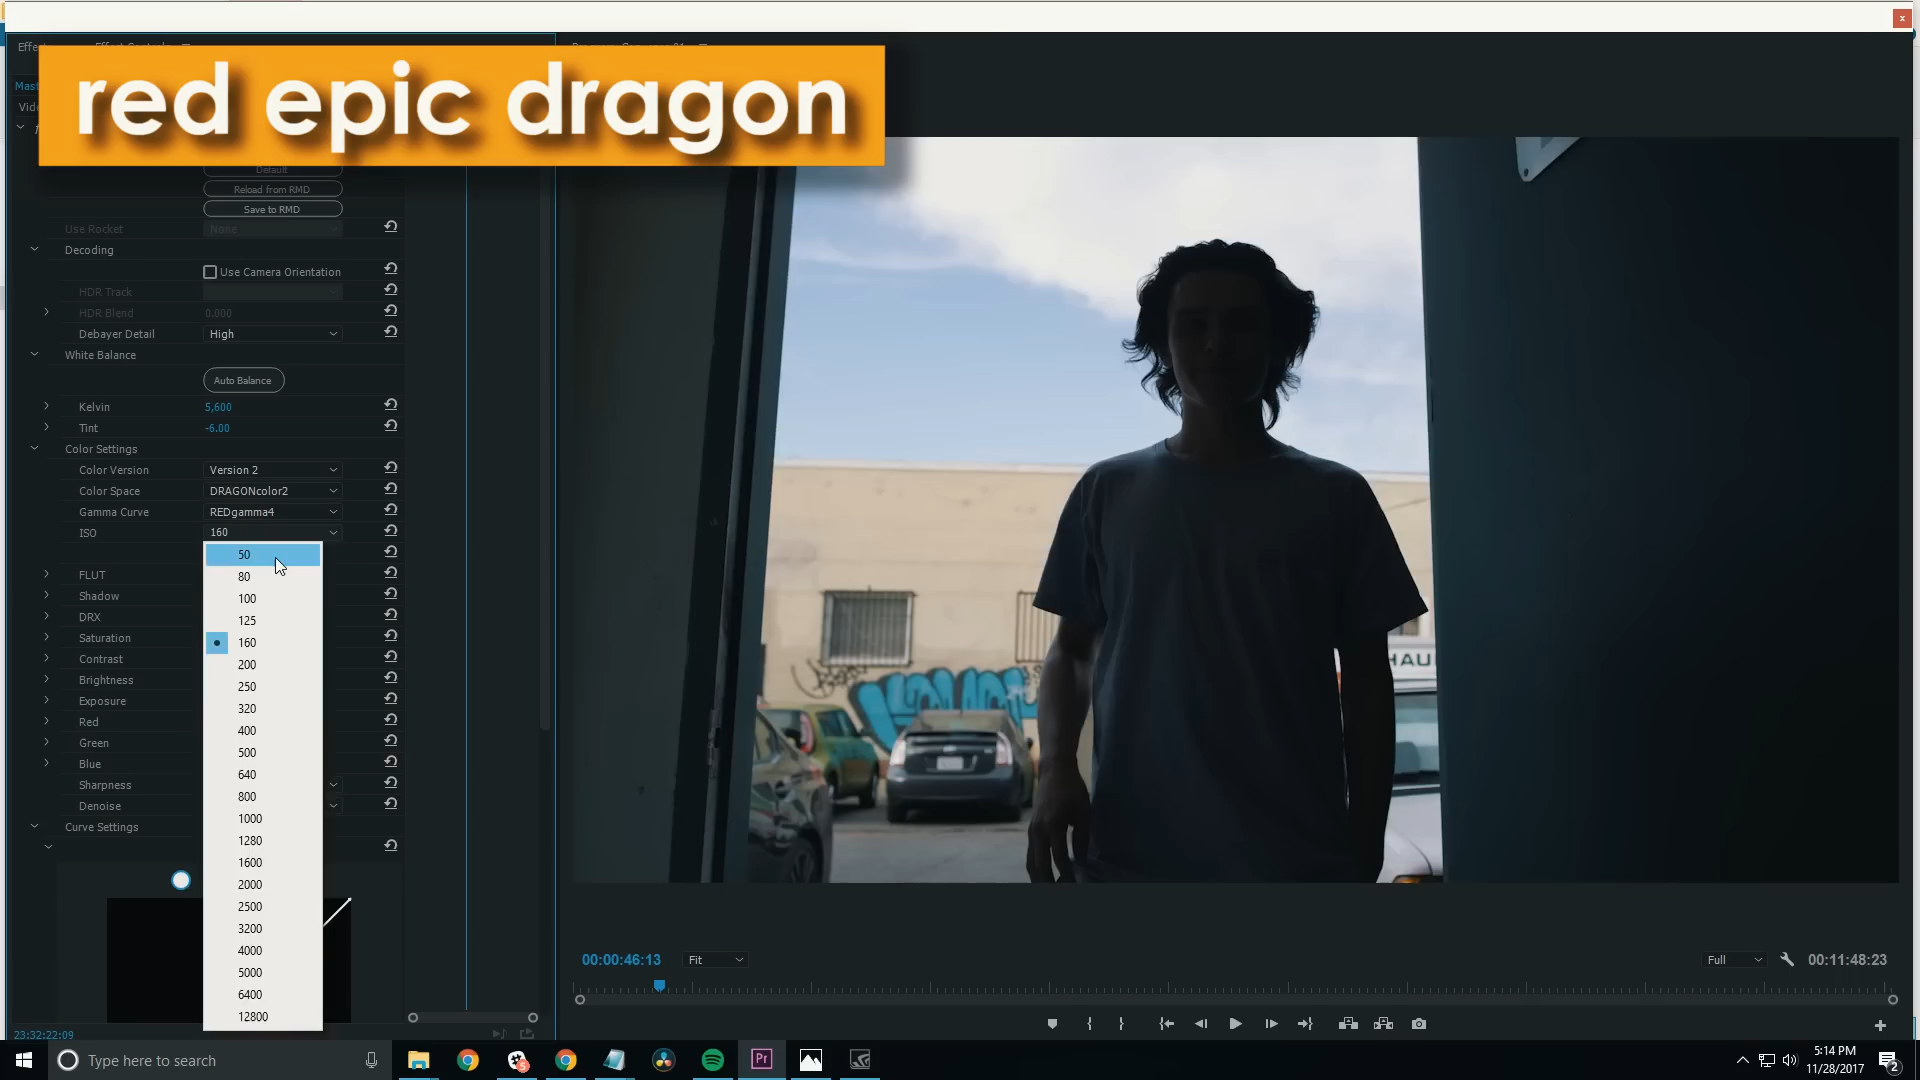 red epic dragon
Default
Reload from RMD
Save to RMD
Use Rocket
None
Decoding
Use Camera Orientation
HDR Track
HDR Blend
0.000
Debayer Detail
High
White Balance
Auto Balance
Kelvin
5,600
Tint
-6.00
Color Settings
Color Version
Version 2
Color Space
DRAGONcolor2
Gamma Curve
REDgamma4
ISO
160
50
80
100
125
160
200
250
320
400
500
640
800
1000
1280
1600
2000
2500
3200
4000
5000
6400
12800
FLUT
Shadow
DRX
Saturation
Contrast
Brightness
Exposure
Red
Green
Blue
Sharpness
Denoise
Curve Settings
23:32:22:09
HAUL
00:00:46:13
Fit
Full
00:11:48:23
Type here to search
5
Pr
5:14 PM
11/28/2017
2